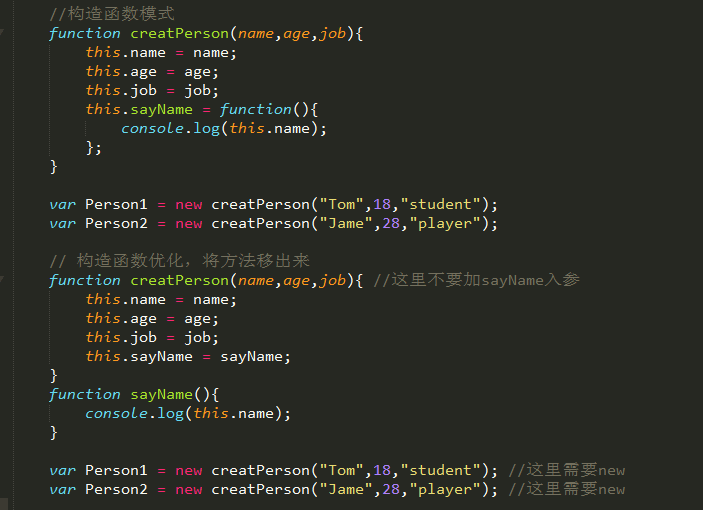 //构造函数模式
function creatPerson(name,age,job){
this.name = name;
this.age = age;
this.job = job;
this.sayName = function(){
console.log(this.name);
};
}
var Person1 = new creatPerson("Tom",18,"student");
var Person2 = new creatPerson("Jame",28,"player");
// 构造函数优化，将方法移出来
function creatPerson(name,age,job){ //这里不要加sayName入参
this.name = name;
this.age = age;
this.job = job;
this.sayName = sayName;
}
function sayName(){
console.log(this.name);
}
var Person1 = new creatPerson("Tom",18,"student"); //这里需要new
var Person2 = new creatPerson("Jame",28,"player"); //这里需要new